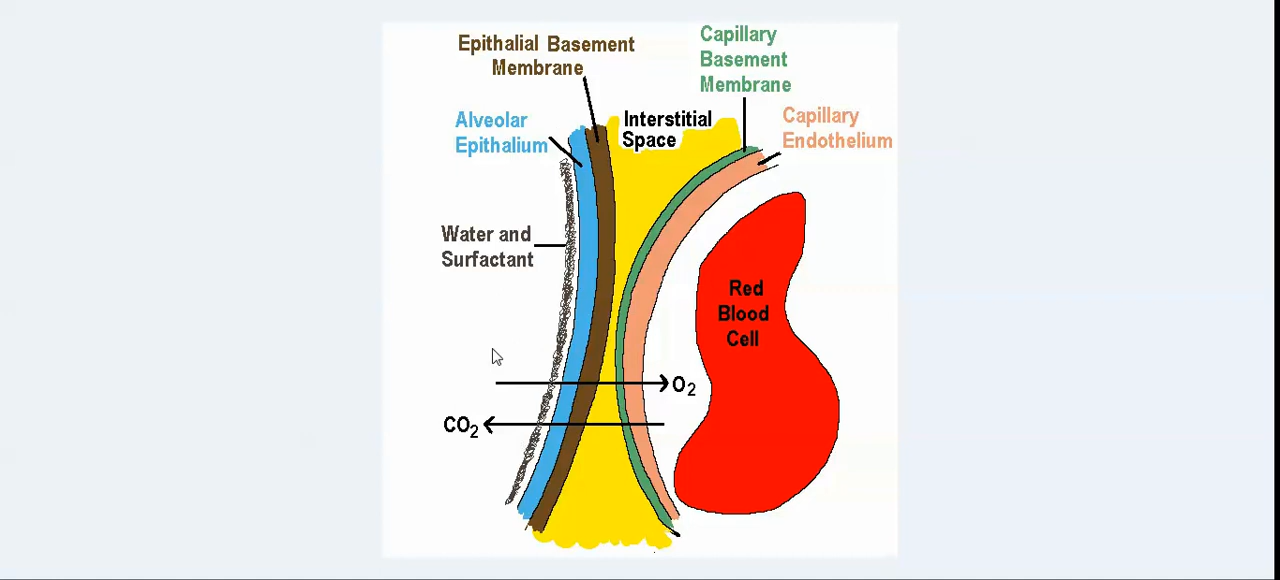 Epithalial Basement
Membrane
Capillary
Basement
Membrane
Alveolar
Epithalium
Interstitial
Space
Capillary
Endothelium
Water and
Surfactant
Red
Blood
Cell
O2
CO2